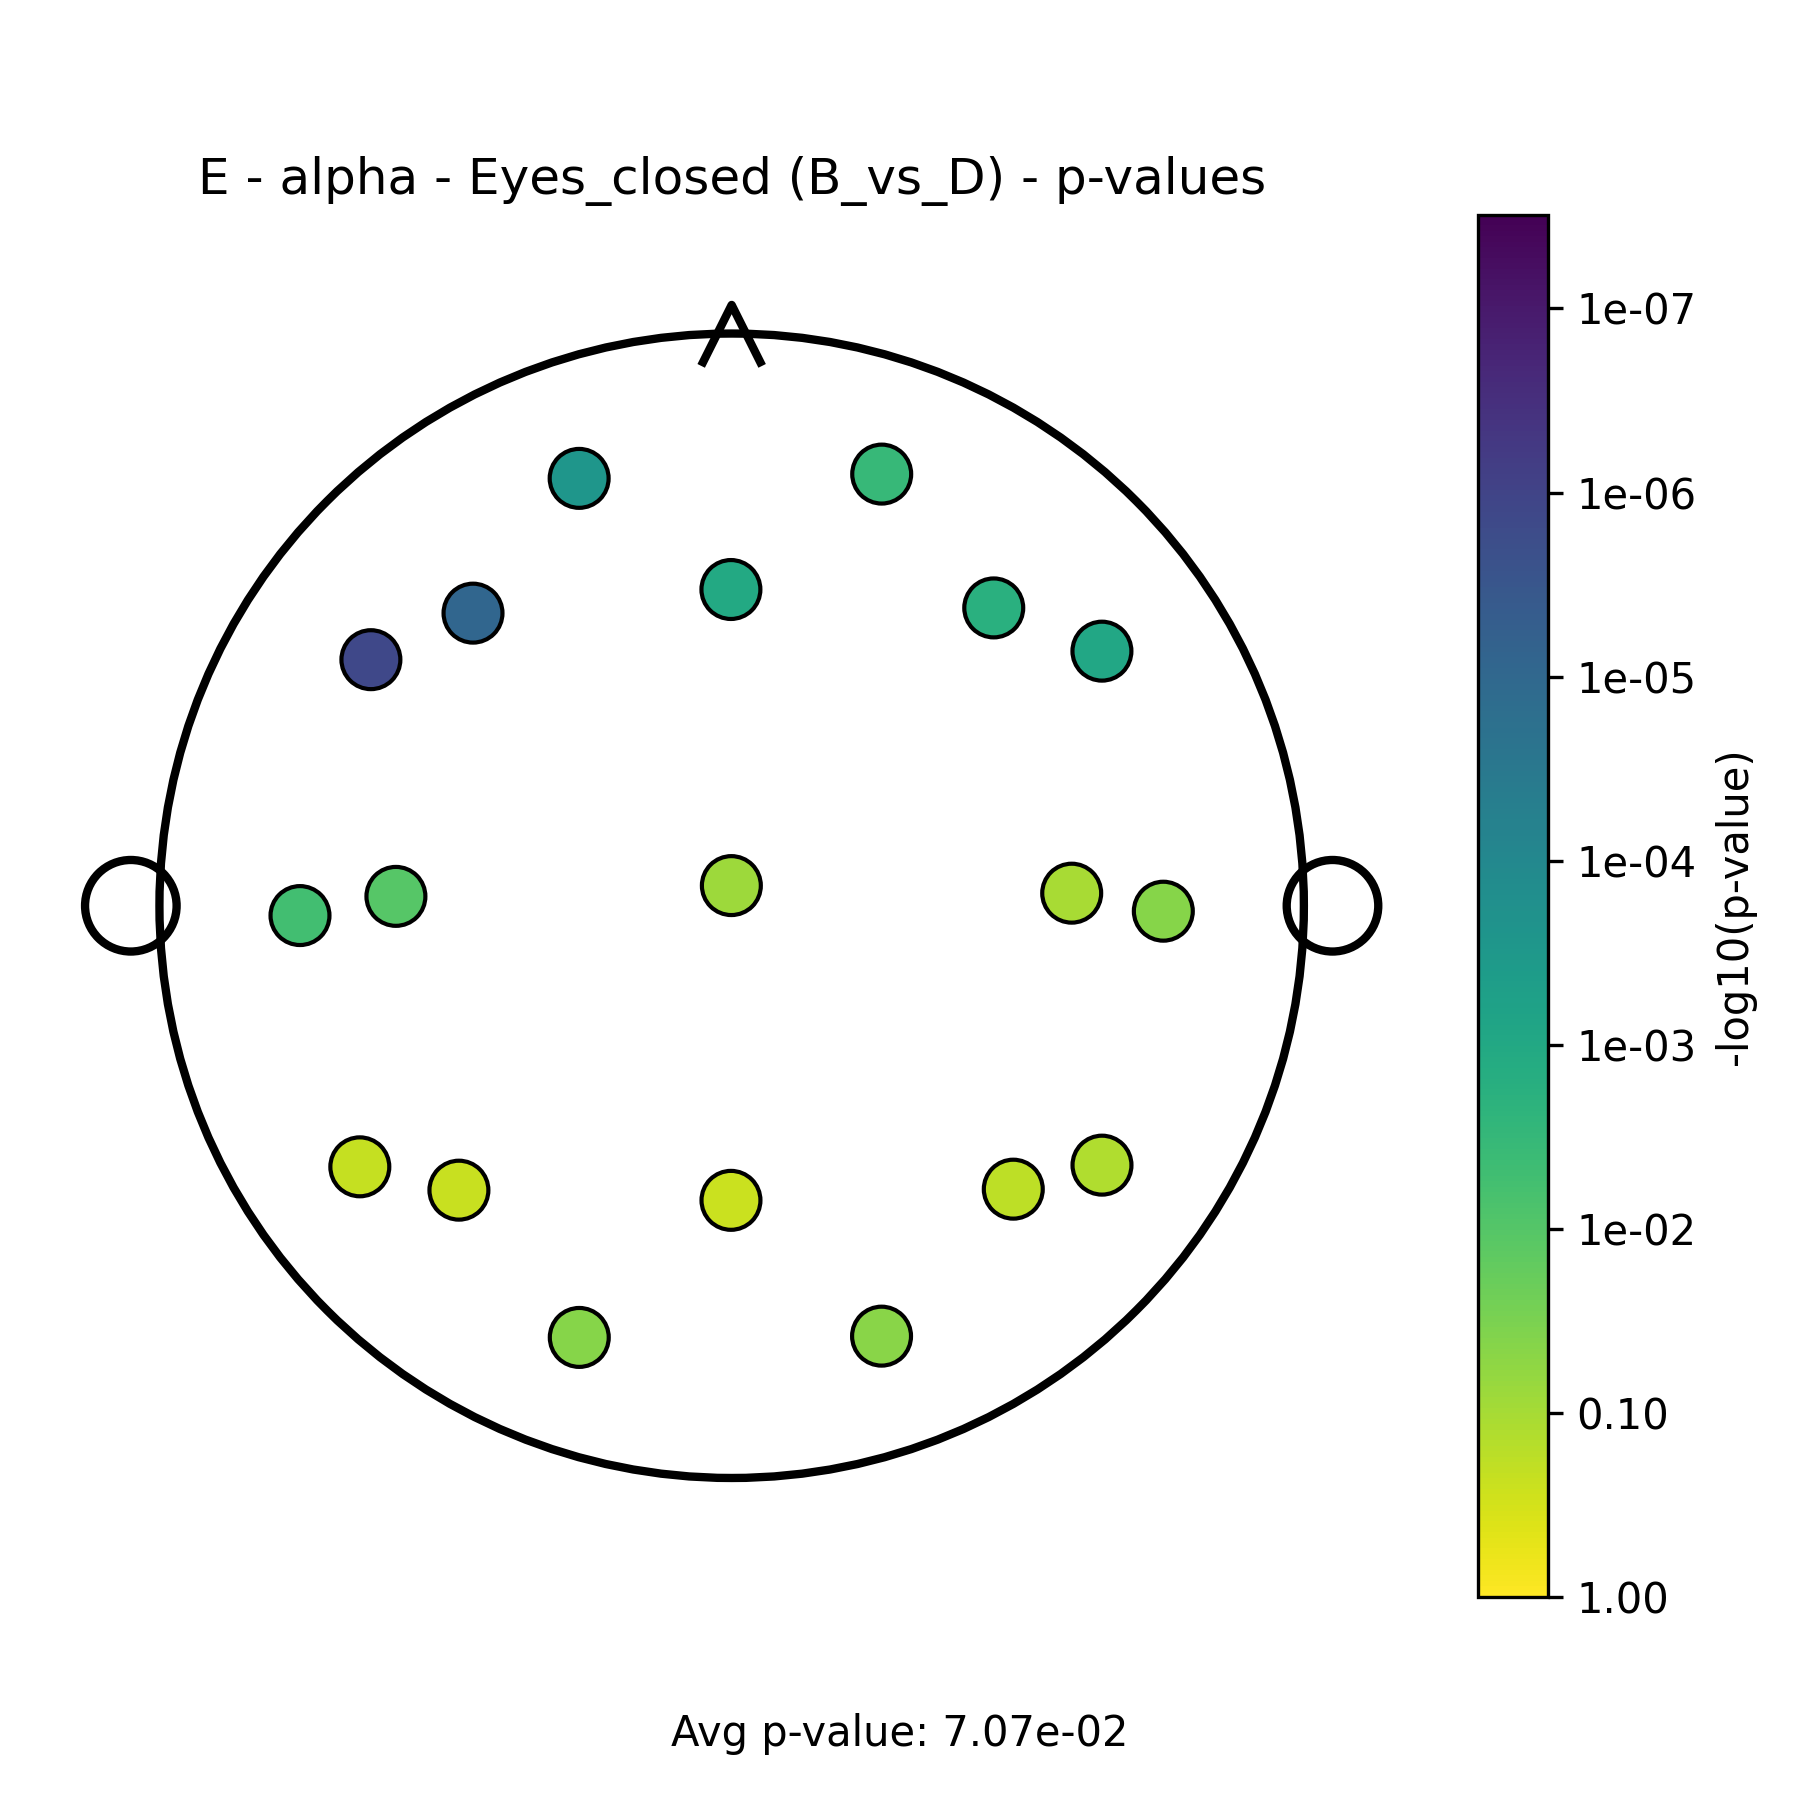 E - alpha - Eyes_closed (B_vs_D) - p-values
1e-07
1e-06
1e-05
1e-04
1e-03
1e-02
0.10
1.00
-log10(p-value)
Avg p-value: 7.07e-02